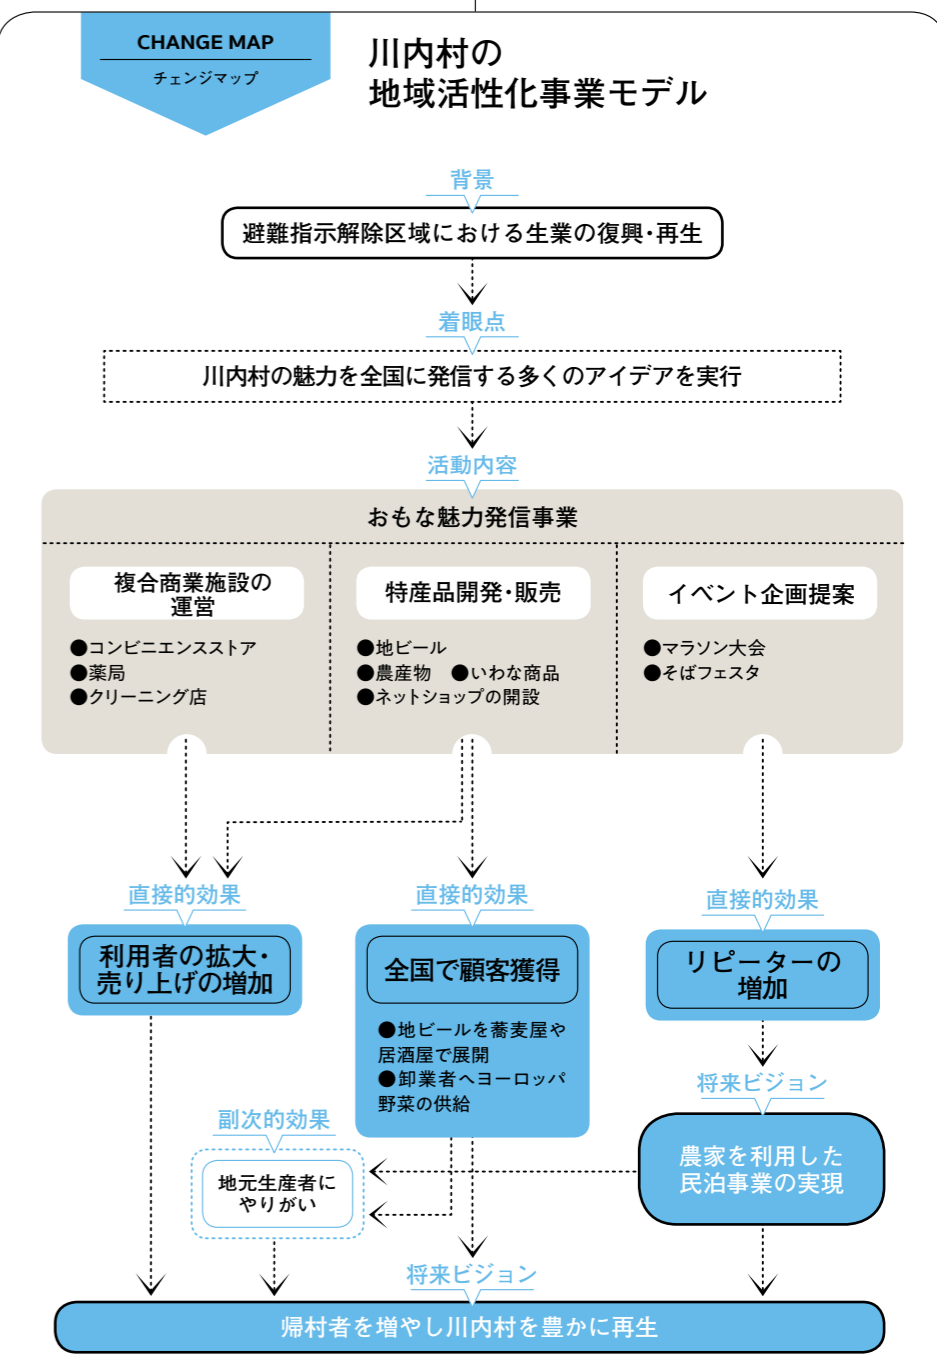 CHANGE MAP
チェンジマップ
川内村の
地域活性化事業モデル
背景
避難指示解除区域における生業の復興・再生
着眼点
川内村の魅力を全国に発信する多くのアイデアを実行
活動内容
おもな魅力発信事業
複合商業施設の
運営
●コンビニエンスストア
●薬局
●クリーニング店
特産品開発・販売
●地ビール
●農産物　●いわな商品
●ネットショップの開設
イベント企画提案
●マラソン大会
●そばフェスタ
直接的効果
利用者の拡大・
売り上げの増加
直接的効果
全国で顧客獲得
●地ビールを蕎麦屋や
居酒屋で展開
●卸業者へヨーロッパ
野菜の供給
直接的効果
リピーターの
増加
将来ビジョン
農家を利用した
民泊事業の実現
副次的効果
地元生産者に
やりがい
将来ビジョン
帰村者を増やし川内村を豊かに再生